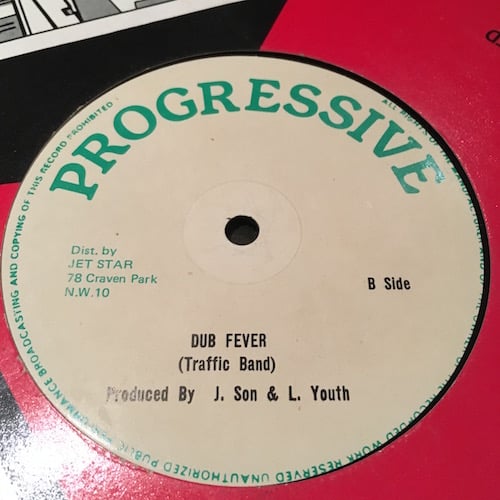 PROGRESSIVE
Dist. by
JET STAR
78 Craven Park
N.W.10
B Side
DUB FEVER
(Traffic Band)
Produced By J. Son & L. Youth
ALL RIGHTS OF THE
WORK RESERVED UNAUTHORIZED PUBLIC PERFORMANCE BROADCASTING AND COPYING OF THIS RECORD PROHIBITED